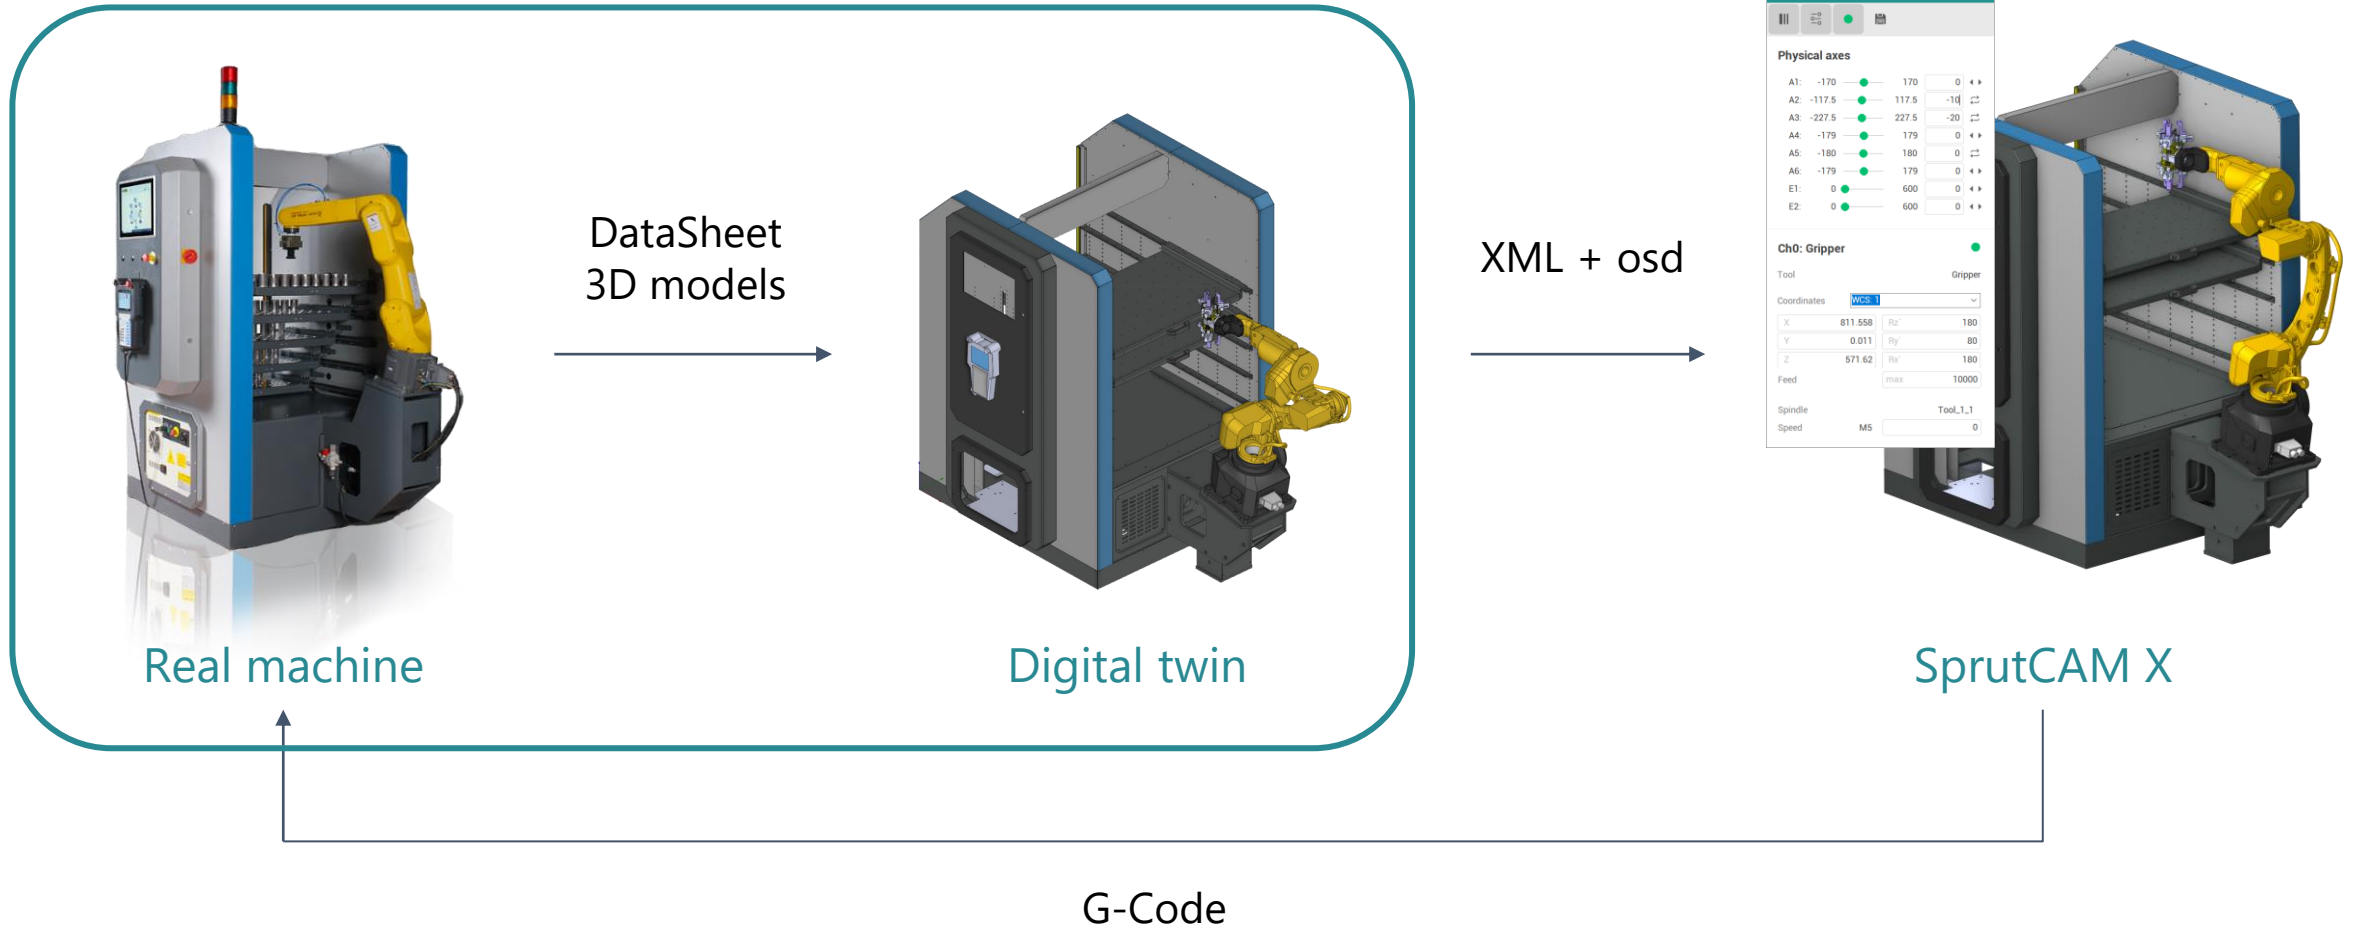 DataSheet
3D models
XML + osd
Physical axes
A1: -170 170 0
A2: -117.5 117.5 -10
A3: -227.5 227.5 -20
A4: -179 179 0
A5: -180 180 0
A6: -179 179 0
E1: 0 600 0
E2: 0 600 0
Ch0: Gripper
Tool Gripper
Coordinates WCS: 1
X 811.558 Rz' 180
Y 0.011 Ry' 80
Z 571.62 Rx' 180
Feed max 10000
Spindle Tool_1_1
Speed M5 0
Real machine
Digital twin
SprutCAM X
G-Code